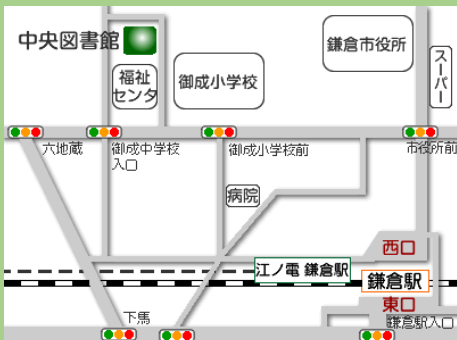 中央図書館
福祉
センタ
御成小学校
鎌倉市役所
スーパー
六地蔵
御成中学校
入口
御成小学校前
市役所前
病院
西口
江ノ電 鎌倉駅
鎌倉駅
東口
下馬
鎌倉駅入口